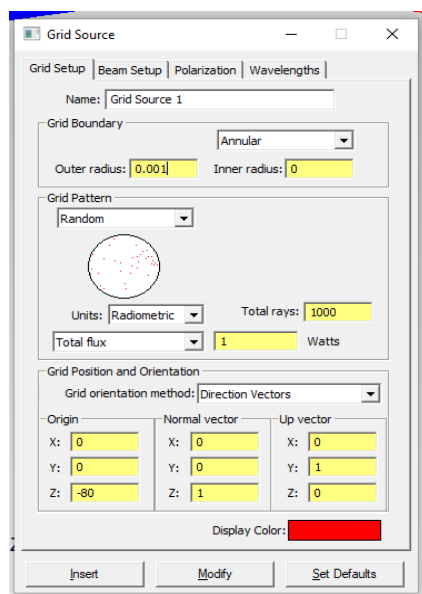 Grid Source
Grid Setup Beam Setup Polarization Wavelengths
Name: Grid Source 1
Grid Boundary
Annular
Outer radius: 0.001 Inner radius: 0
Grid Pattern
Random
Units: Radiometric Total rays: 1000
Total flux 1 Watts
Grid Position and Orientation
Grid orientation method: Direction Vectors
Origin Normal vector Up vector
X: 0 X: 0 X: 0
Y: 0 Y: 0 Y: 1
Z: -80 Z: 1 Z: 0
Display Color:
Insert Modify Set Defaults